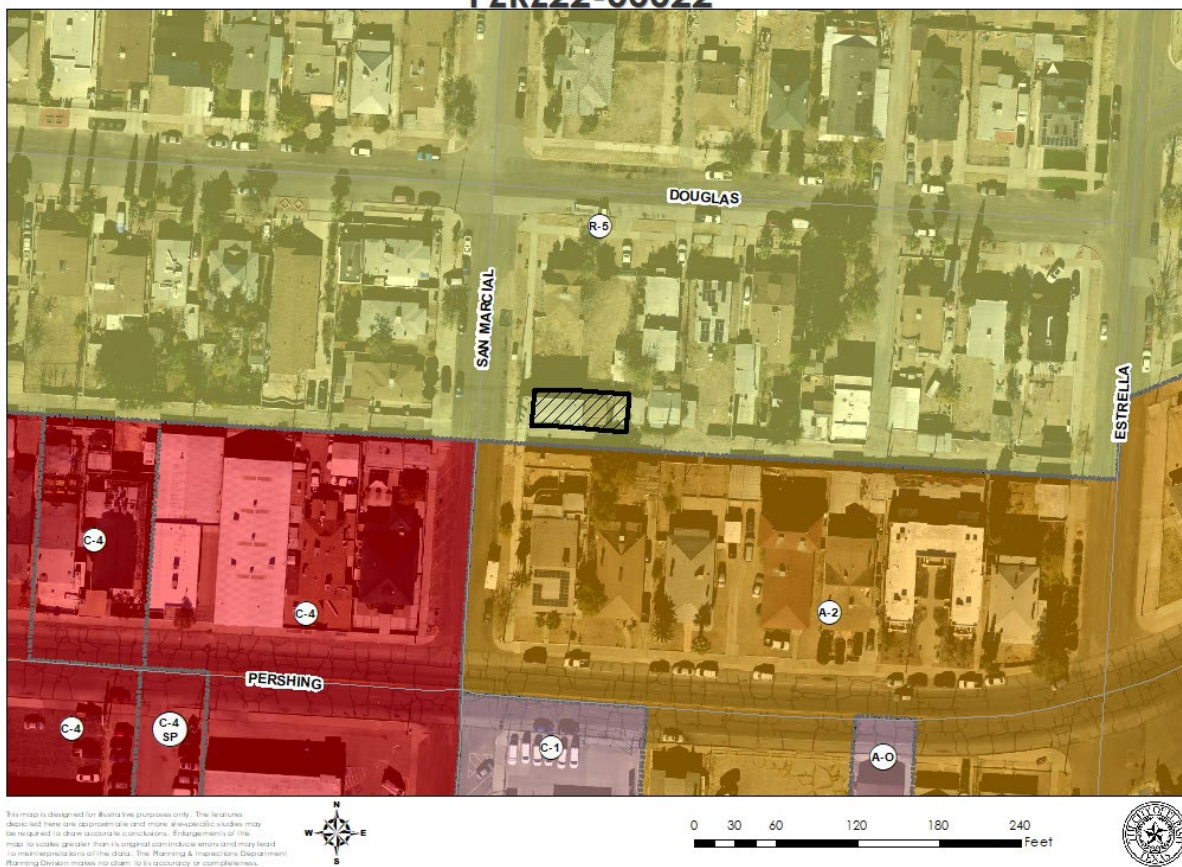 PZRZ22-00022
DOUGLAS
R-5
SAN MARCIAL
ESTRELLA
C-4
C-4
A-2
PERSHING
C-4
C-4
SP
C-1
A-O
This map is designed for illustrative purposes only. The features
depicted here are approximate and more site-specific studies may
be required to draw accurate conclusions. Enlargements of this
map to scales greater than its original can induce errors and may lead
to misinterpretations of the data. The Planning & Inspections Department
Planning Division makes no claim to its accuracy or completeness.
N
W E
S
0 30 60 120 180 240
Feet